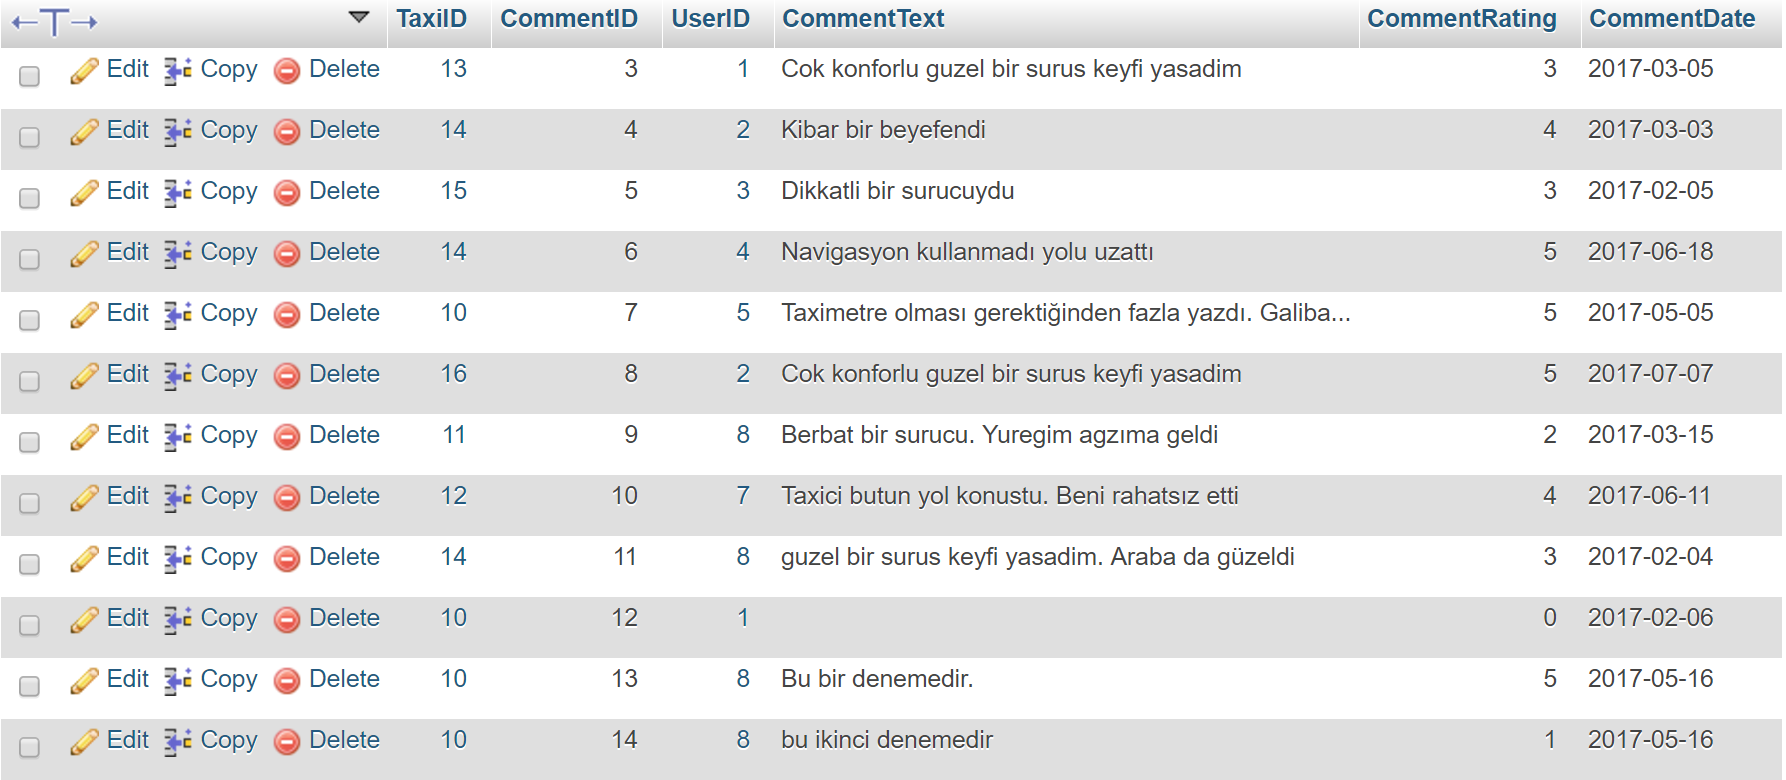 TaxiID CommentID UserID CommentText CommentRating CommentDate
Edit Copy Delete 13 3 1 Cok konforlu guzel bir surus keyfi yasadim 3 2017-03-05
Edit Copy Delete 14 4 2 Kibar bir beyefendi 4 2017-03-03
Edit Copy Delete 15 5 3 Dikkatli bir surucuydu 3 2017-02-05
Edit Copy Delete 14 6 4 Navigasyon kullanmadı yolu uzattı 5 2017-06-18
Edit Copy Delete 10 7 5 Taximetre olması gerektiğinden fazla yazdı. Galiba... 5 2017-05-05
Edit Copy Delete 16 8 2 Cok konforlu guzel bir surus keyfi yasadim 5 2017-07-07
Edit Copy Delete 11 9 8 Berbat bir surucu. Yuregim agzıma geldi 2 2017-03-15
Edit Copy Delete 12 10 7 Taxici butun yol konustu. Beni rahatsız etti 4 2017-06-11
Edit Copy Delete 14 11 8 guzel bir surus keyfi yasadim. Araba da güzeldi 3 2017-02-04
Edit Copy Delete 10 12 1 0 2017-02-06
Edit Copy Delete 10 13 8 Bu bir denemedir. 5 2017-05-16
Edit Copy Delete 10 14 8 bu ikinci denemedir 1 2017-05-16